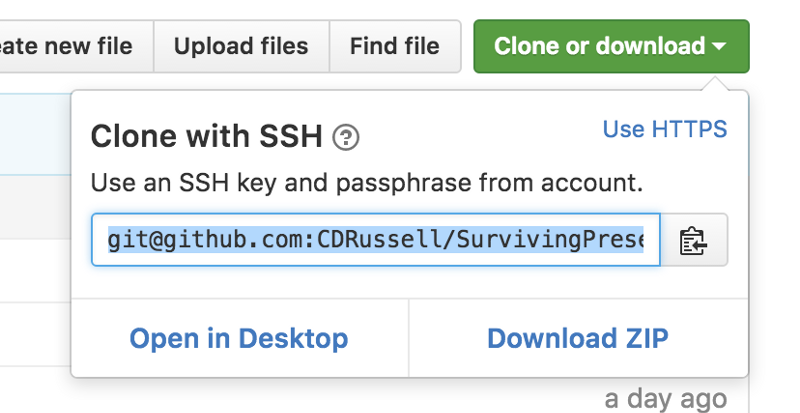 eate new file
Upload files
Find file
Clone or download
Clone with SSH
Use HTTPS
Use an SSH key and passphrase from account.
git@github.com:CDRussell/SurvivingPrese
Open in Desktop
Download ZIP
a day ago